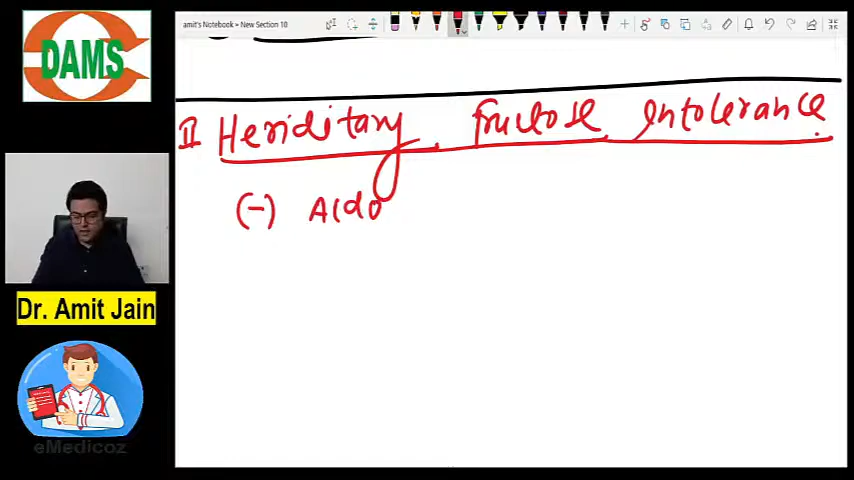 amit's Notebook > New Section 10
DAMS
II Heriditary Fructose Intolerance
(-) Aldo
Dr. Amit Jain
eMedicoz